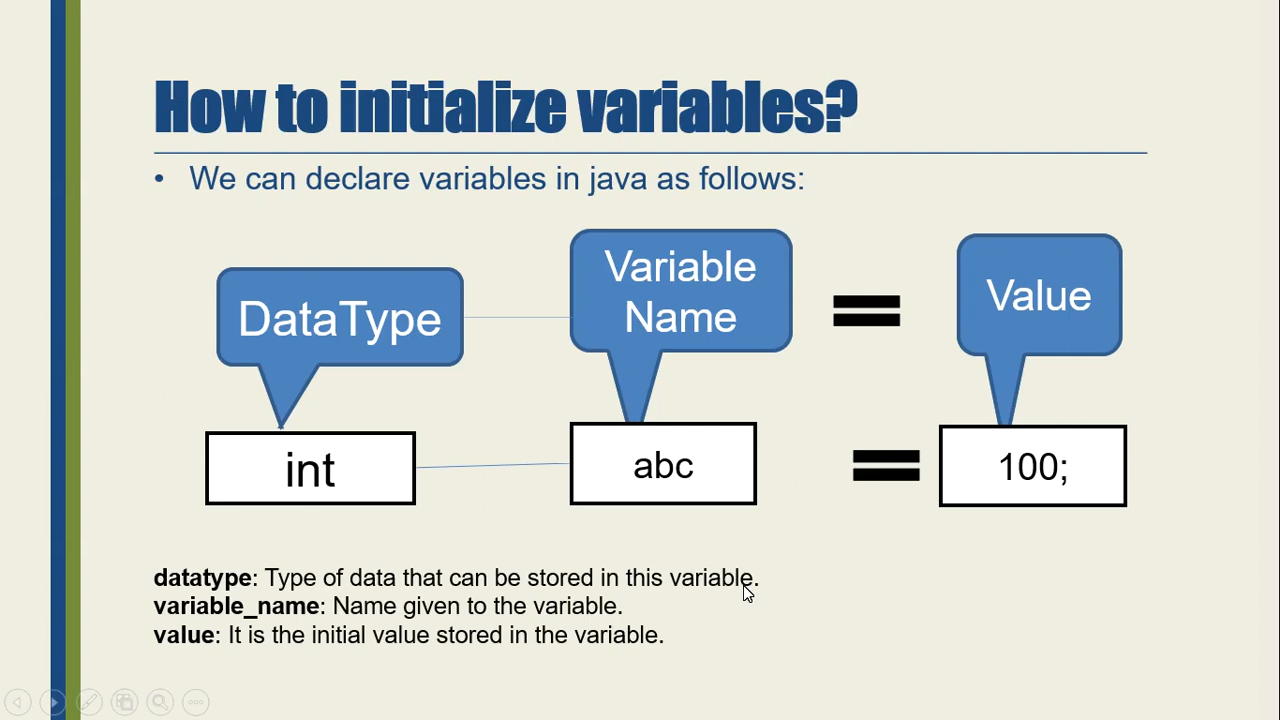 How to initialize variables?
• We can declare variables in java as follows:
DataType
Variable
Name
=
Value
int
abc
=
100;
datatype: Type of data that can be stored in this variable.
variable_name: Name given to the variable.
value: It is the initial value stored in the variable.